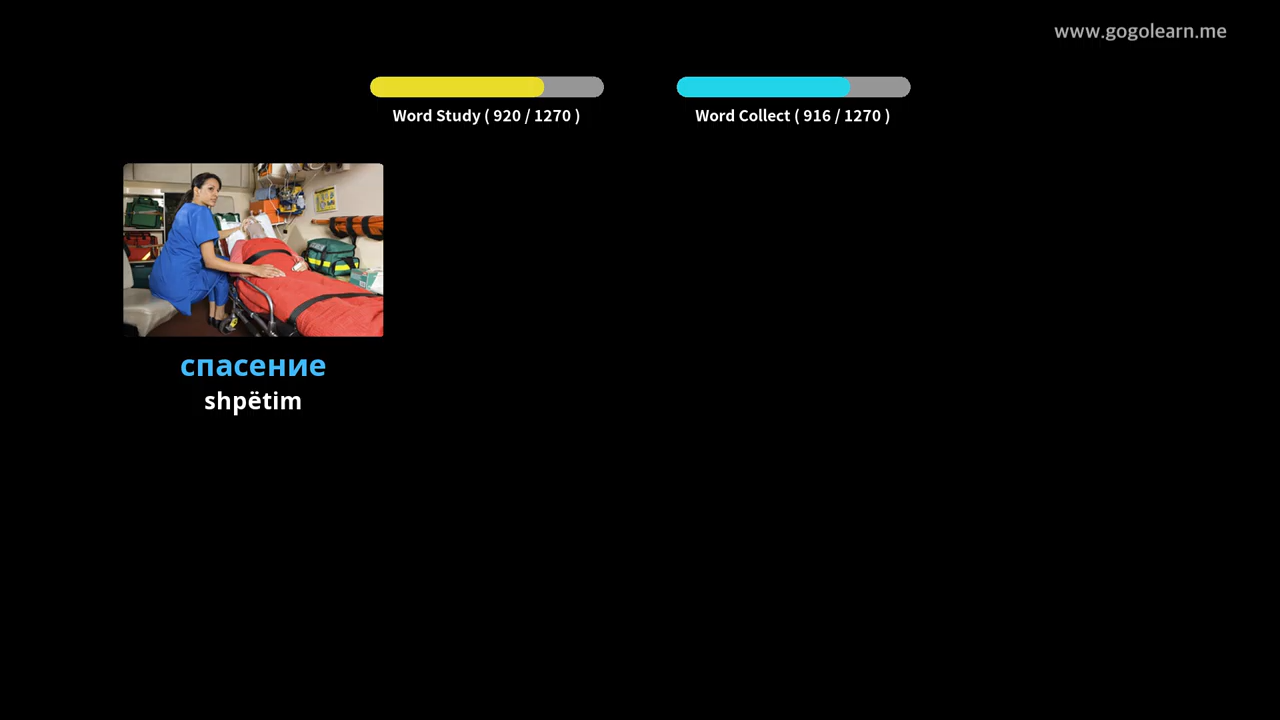 www.gogolearn.me
Word Study ( 920 / 1270 )
Word Collect ( 916 / 1270 )
спасение
shpëtim